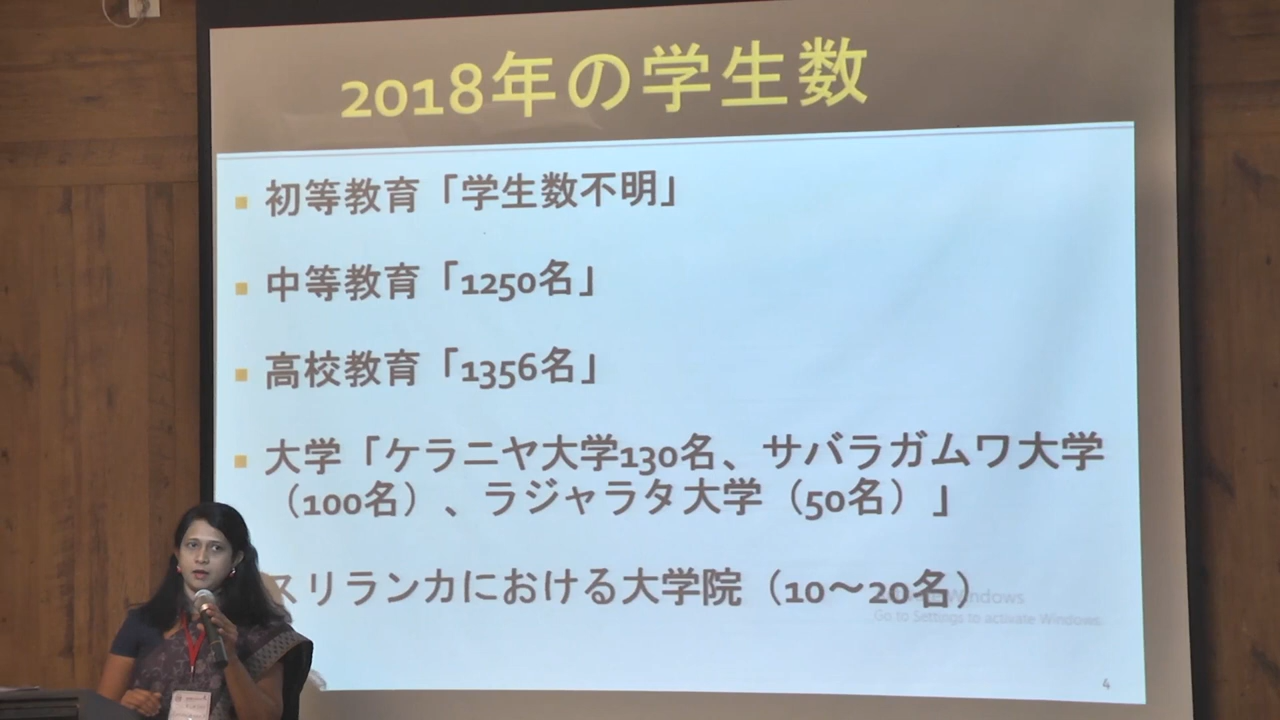 2018年の学生数
初等教育「学生数不明」
中等教育「1250名」
高校教育「1356名」
大学「ケラニヤ大学130名、サバラガムワ大学
（100名）、ラジャラタ大学（50名）」
スリランカにおける大学院（10～20名）
Windows
Go to Settings to activate Windows.
4